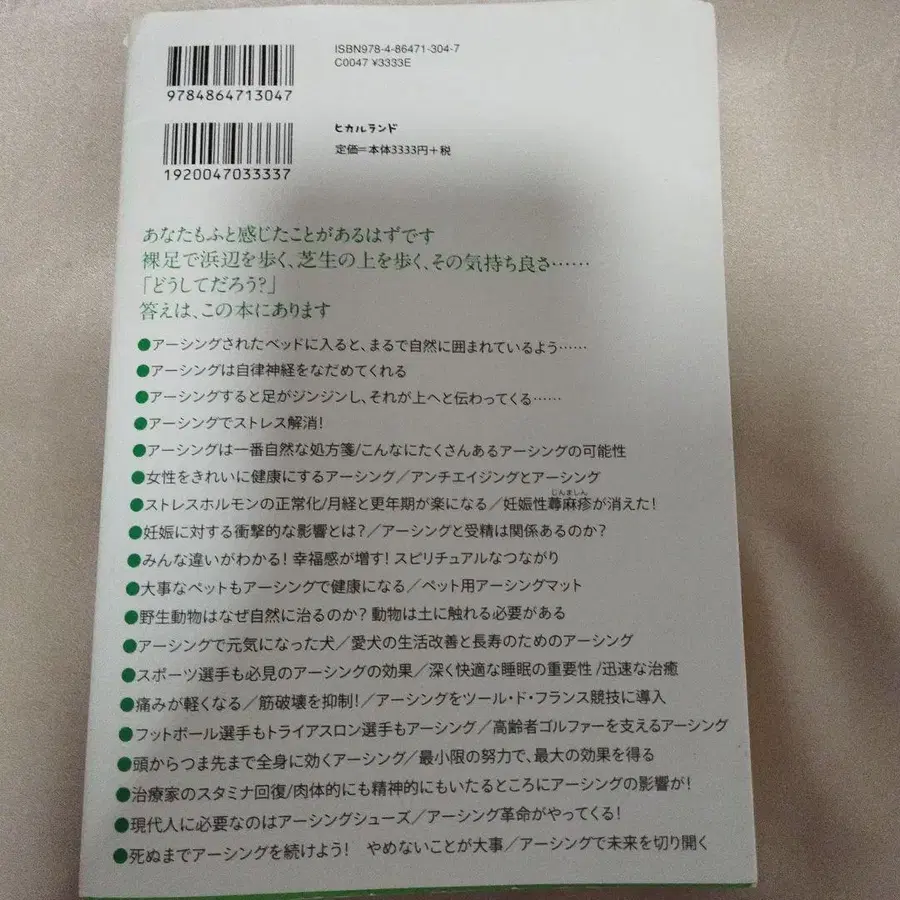 ISBN978-4-86471-304-7
C0047 ¥3333E
9784864713047
ヒカルランド
定価=本体3333円+税
1920047033337
あなたもふと感じたことがあるはずです
裸足で浜辺を歩く、芝生の上を歩く、その気持ち良さ……
「どうしてだろう?」
答えは、この本にあります
●アーシングされたベッドに入ると、まるで自然に囲まれているよう……
●アーシングは自律神経をなだめてくれる
●アーシングすると足がジンジンし、それが上へと伝わってくる……
●アーシングでストレス解消!
●アーシングは一番自然な処方箋/こんなにたくさんあるアーシングの可能性
●女性をきれいに健康にするアーシング/アンチエイジングとアーシング
じんましん
●ストレスホルモンの正常化/月経と更年期が楽になる/妊娠性蕁麻疹が消えた!
●妊娠に対する衝撃的な影響とは?/アーシングと受精は関係あるのか?
●みんな違いがわかる! 幸福感が増す! スピリチュアルなつながり
●大事なペットもアーシングで健康になる/ペット用アーシングマット
●野生動物はなぜ自然に治るのか? 動物は土に触れる必要がある
●アーシングで元気になった犬/愛犬の生活改善と長寿のためのアーシング
●スポーツ選手も必見のアーシングの効果/深く快適な睡眠の重要性/迅速な治癒
●痛みが軽くなる/筋破壊を抑制!/アーシングをツール・ド・フランス競技に導入
●フットボール選手もトライアスロン選手もアーシング/高齢者ゴルファーを支えるアーシング
●頭からつま先まで全身に効くアーシング/最小限の努力で、最大の効果を得る
●治療家のスタミナ回復/肉体的にも精神的にもいたるところにアーシングの影響が!
●現代人に必要なのはアーシングシューズ/アーシング革命がやってくる!
●死ぬまでアーシングを続けよう! やめないことが大事/アーシングで未来を切り開く